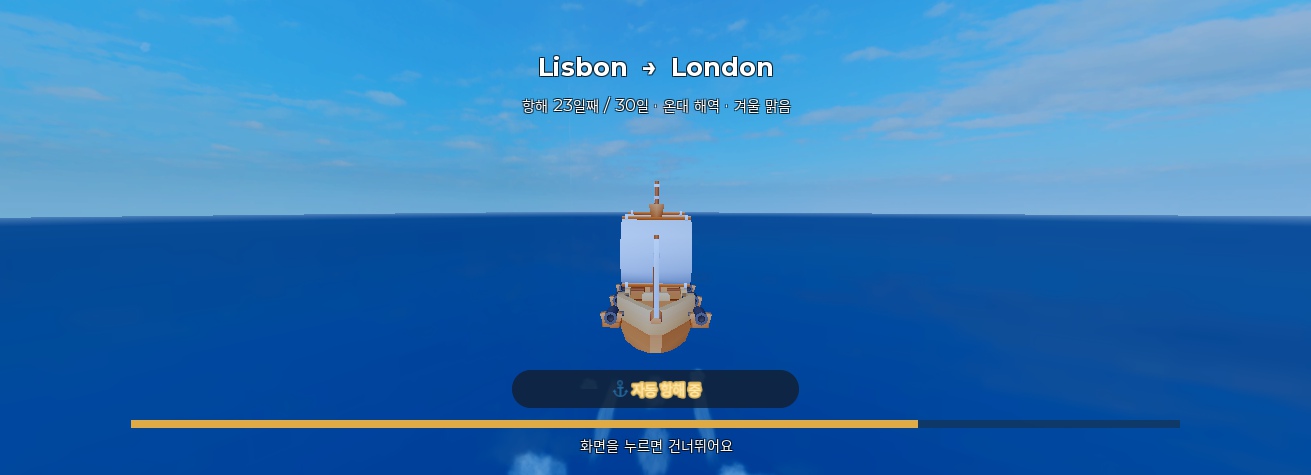 Lisbon → London
항해 23일째 / 30일 · 온대 해역 · 겨울 맑음
⚓ 자동 항해 중
화면을 누르면 건너뛰어요